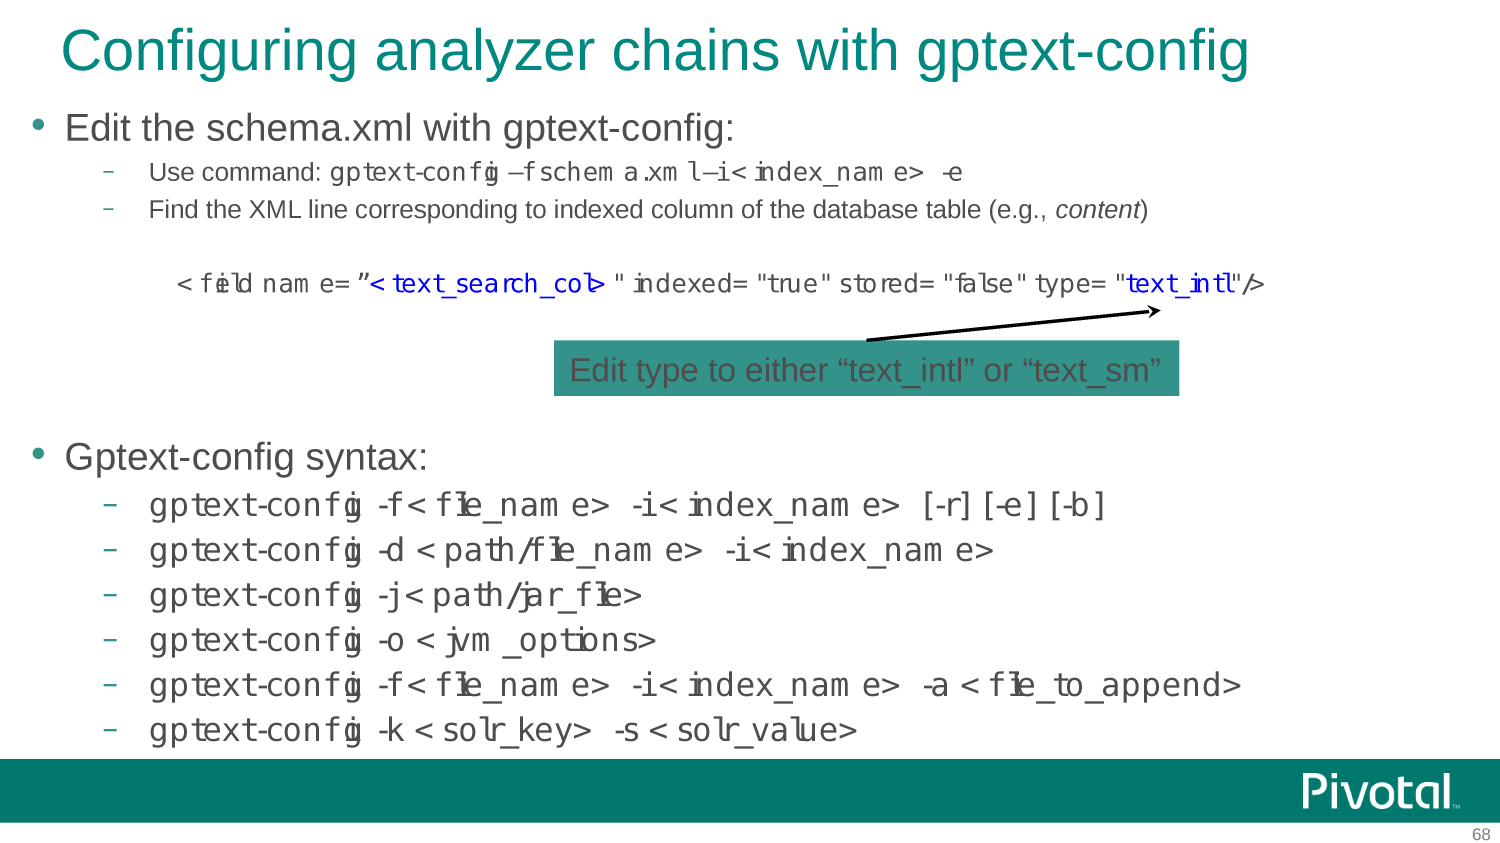 Configuring analyzer chains with gptext-config
• Edit the schema.xml with gptext-config:
– Use command: gptext-config –f schema.xml –i <index_name> -e
– Find the XML line corresponding to indexed column of the database table (e.g., content)
<field name=”<text_search_col>" indexed="true" stored="false" type="text_intl"/>
Edit type to either “text_intl” or “text_sm”
• Gptext-config syntax:
– gptext-config -f <file_name> -i <index_name> [-r] [-e] [-b]
– gptext-config -d <path/file_name> -i <index_name>
– gptext-config -j <path/jar_file>
– gptext-config -o <jvm_options>
– gptext-config -f <file_name> -i <index_name> -a <file_to_append>
– gptext-config -k <solr_key> -s <solr_value>
Pivotal™
68